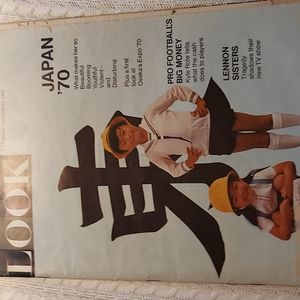 LOOK
JAPAN
'70
What makes her so
Beautiful
Booming
Youthful
Violent—
and
Disturbing
Plus a first
look at
Osaka's Expo '70
PRO FOOTBALL'S
BIG MONEY
Kyle Rote tells
what the cash
does to players
LENNON
SISTERS
Tragedy
shadows their
new TV show
東